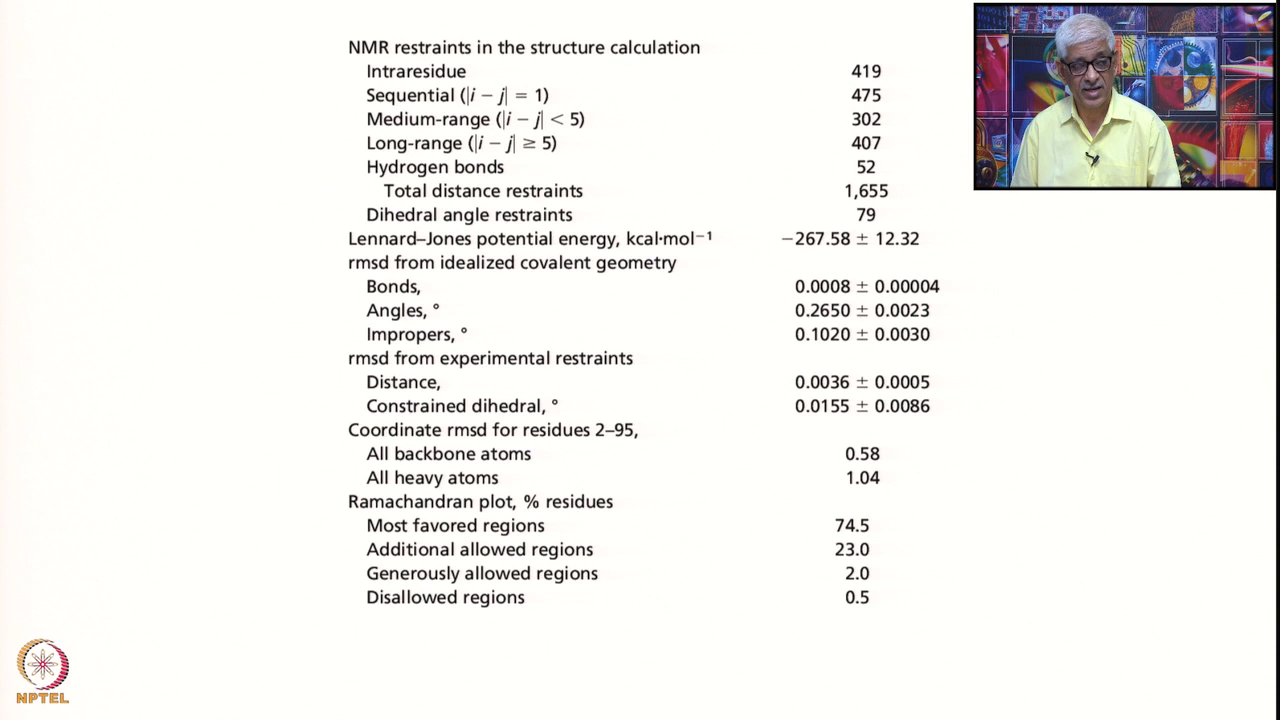 NMR restraints in the structure calculation
Intraresidue 419
Sequential (|i − j| = 1) 475
Medium-range (|i − j| < 5) 302
Long-range (|i − j| ≥ 5) 407
Hydrogen bonds 52
Total distance restraints 1,655
Dihedral angle restraints 79
Lennard–Jones potential energy, kcal·mol⁻¹ −267.58 ± 12.32
rmsd from idealized covalent geometry
Bonds, 0.0008 ± 0.00004
Angles, ° 0.2650 ± 0.0023
Impropers, ° 0.1020 ± 0.0030
rmsd from experimental restraints
Distance, 0.0036 ± 0.0005
Constrained dihedral, ° 0.0155 ± 0.0086
Coordinate rmsd for residues 2–95,
All backbone atoms 0.58
All heavy atoms 1.04
Ramachandran plot, % residues
Most favored regions 74.5
Additional allowed regions 23.0
Generously allowed regions 2.0
Disallowed regions 0.5
NPTEL